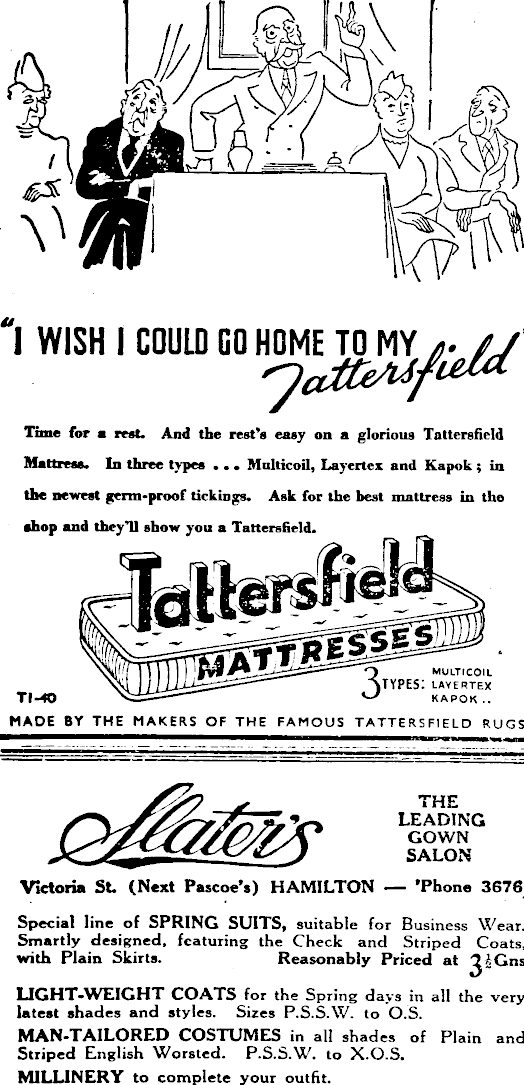 "I WISH I COULD GO HOME TO MY
Tattersfield"
Time for a rest. And the rest's easy on a glorious Tattersfield
Mattress. In three types ... Multicoil, Layertex and Kapok; in
the newest germ-proof tickings. Ask for the best mattress in the
shop and they'll show you a Tattersfield.
Tattersfield
MATTRESSES
3 TYPES: MULTICOIL
LAYERTEX
KAPOK ..
T1-40
MADE BY THE MAKERS OF THE FAMOUS TATTERSFIELD RUGS
Slater's
THE
LEADING
GOWN
SALON
Victoria St. (Next Pascoe's) HAMILTON — 'Phone 3676
Special line of SPRING SUITS, suitable for Business Wear.
Smartly designed, featuring the Check and Striped Coats,
with Plain Skirts. Reasonably Priced at 3½Gns
LIGHT-WEIGHT COATS for the Spring days in all the very
latest shades and styles. Sizes P.S.S.W. to O.S.
MAN-TAILORED COSTUMES in all shades of Plain and
Striped English Worsted. P.S.S.W. to X.O.S.
MILLINERY to complete your outfit.